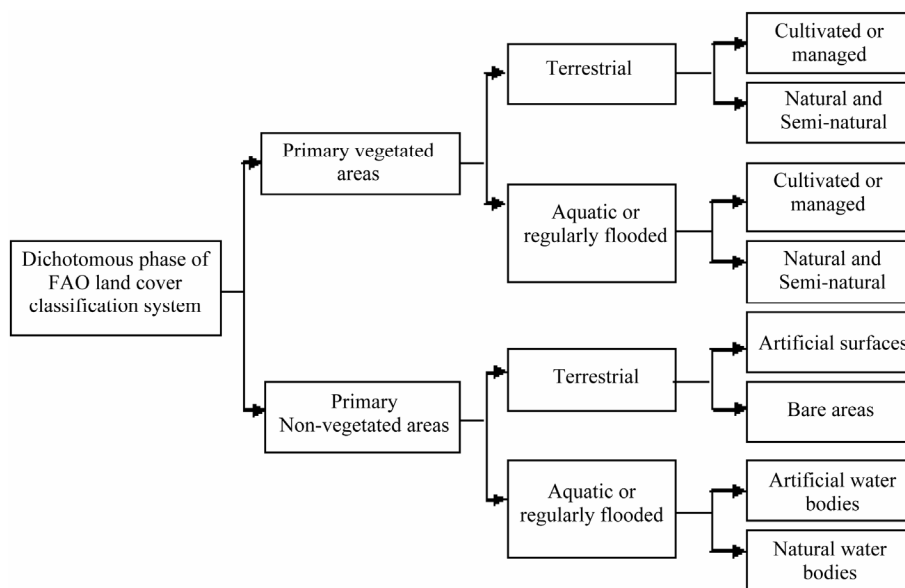 Dichotomous phase of
FAO land cover
classification system
Primary vegetated
areas
Primary
Non-vegetated areas
Terrestrial
Aquatic or
regularly flooded
Terrestrial
Aquatic or
regularly flooded
Cultivated or
managed
Natural and
Semi-natural
Cultivated or
managed
Natural and
Semi-natural
Artificial surfaces
Bare areas
Artificial water
bodies
Natural water
bodies